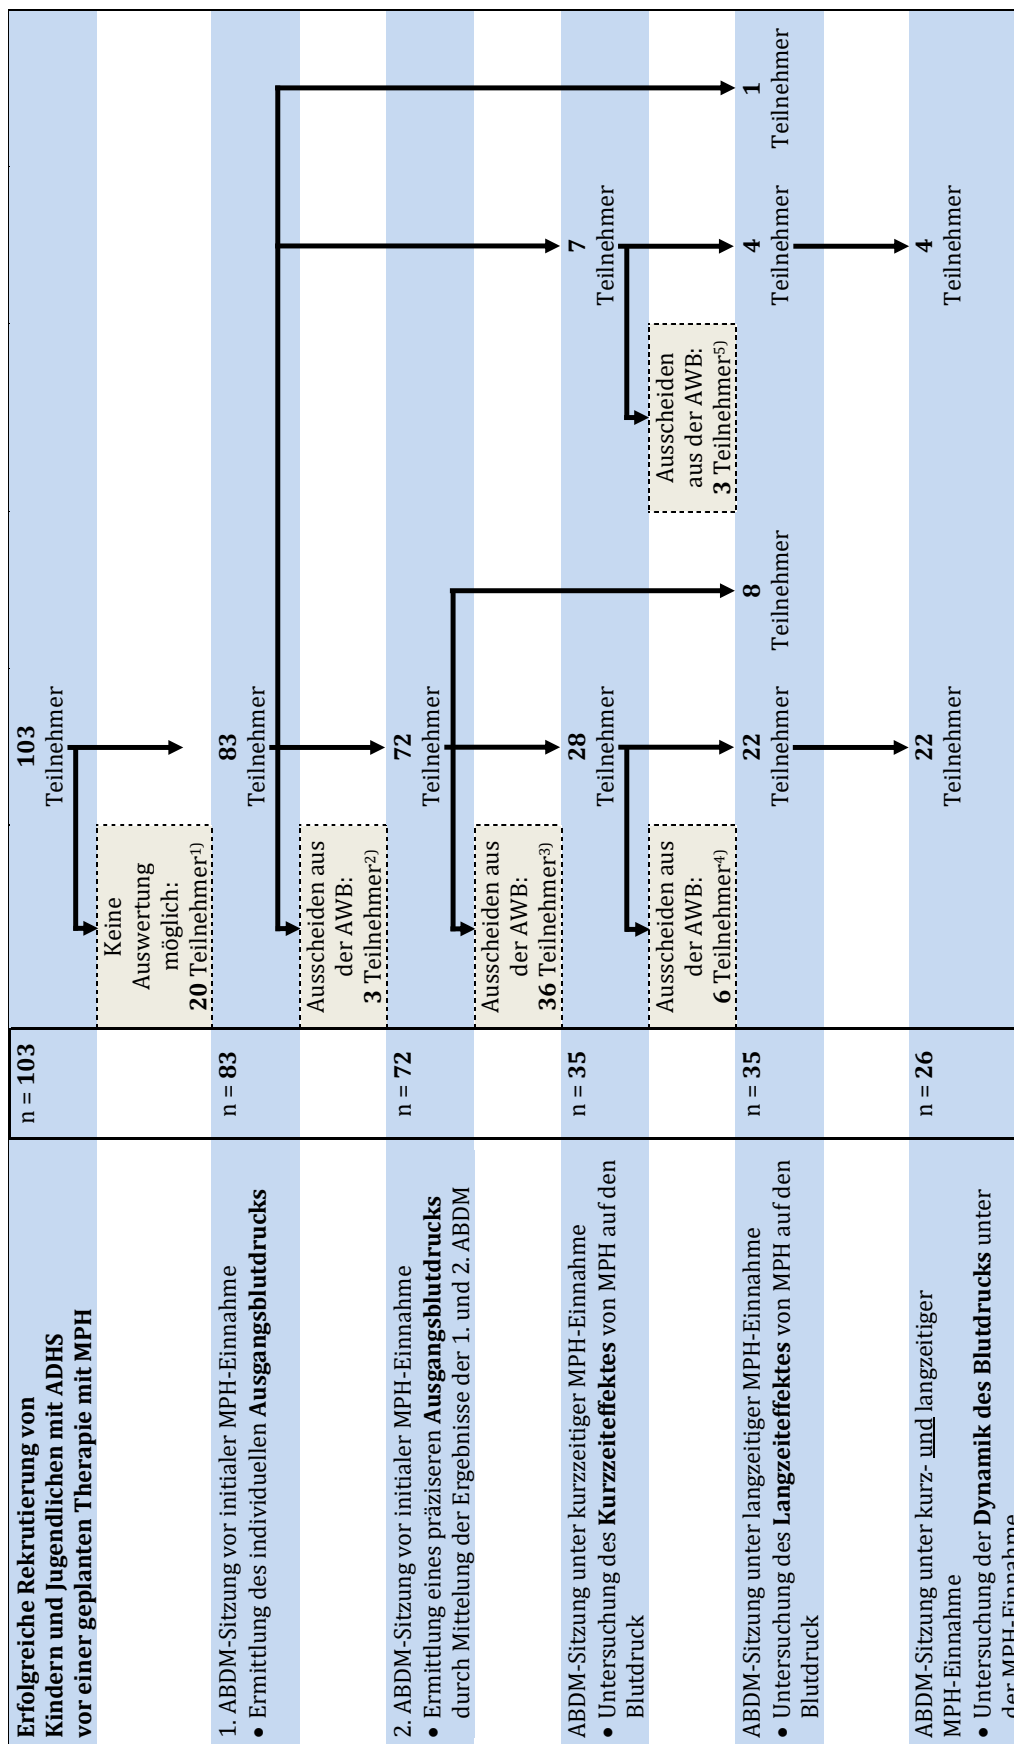 Erfolgreiche Rekrutierung von
Kindern und Jugendlichen mit ADHS
vor einer geplanten Therapie mit MPH
n = 103
103
Teilnehmer
Keine
Auswertung
möglich:
20 Teilnehmer1)
1. ABDM-Sitzung vor initialer MPH-Einnahme
• Ermittlung des individuellen Ausgangsblutdrucks
n = 83
83
Teilnehmer
Ausscheiden aus
der AWB:
3 Teilnehmer2)
2. ABDM-Sitzung vor initialer MPH-Einnahme
• Ermittlung eines präziseren Ausgangsblutdrucks
durch Mittelung der Ergebnisse der 1. und 2. ABDM
n = 72
72
Teilnehmer
Ausscheiden aus
der AWB:
36 Teilnehmer3)
ABDM-Sitzung unter kurzzeitiger MPH-Einnahme
• Untersuchung des Kurzzeiteffektes von MPH auf den
Blutdruck
n = 35
28
Teilnehmer
7
Teilnehmer
Ausscheiden aus
der AWB:
6 Teilnehmer4)
Ausscheiden
aus der AWB:
3 Teilnehmer5)
ABDM-Sitzung unter langzeitiger MPH-Einnahme
• Untersuchung des Langzeiteffektes von MPH auf den
Blutdruck
n = 35
22
Teilnehmer
8
Teilnehmer
4
Teilnehmer
1
Teilnehmer
ABDM-Sitzung unter kurz- und langzeitiger
MPH-Einnahme
• Untersuchung der Dynamik des Blutdrucks unter
der MPH-Einnahme
n = 26
22
Teilnehmer
4
Teilnehmer